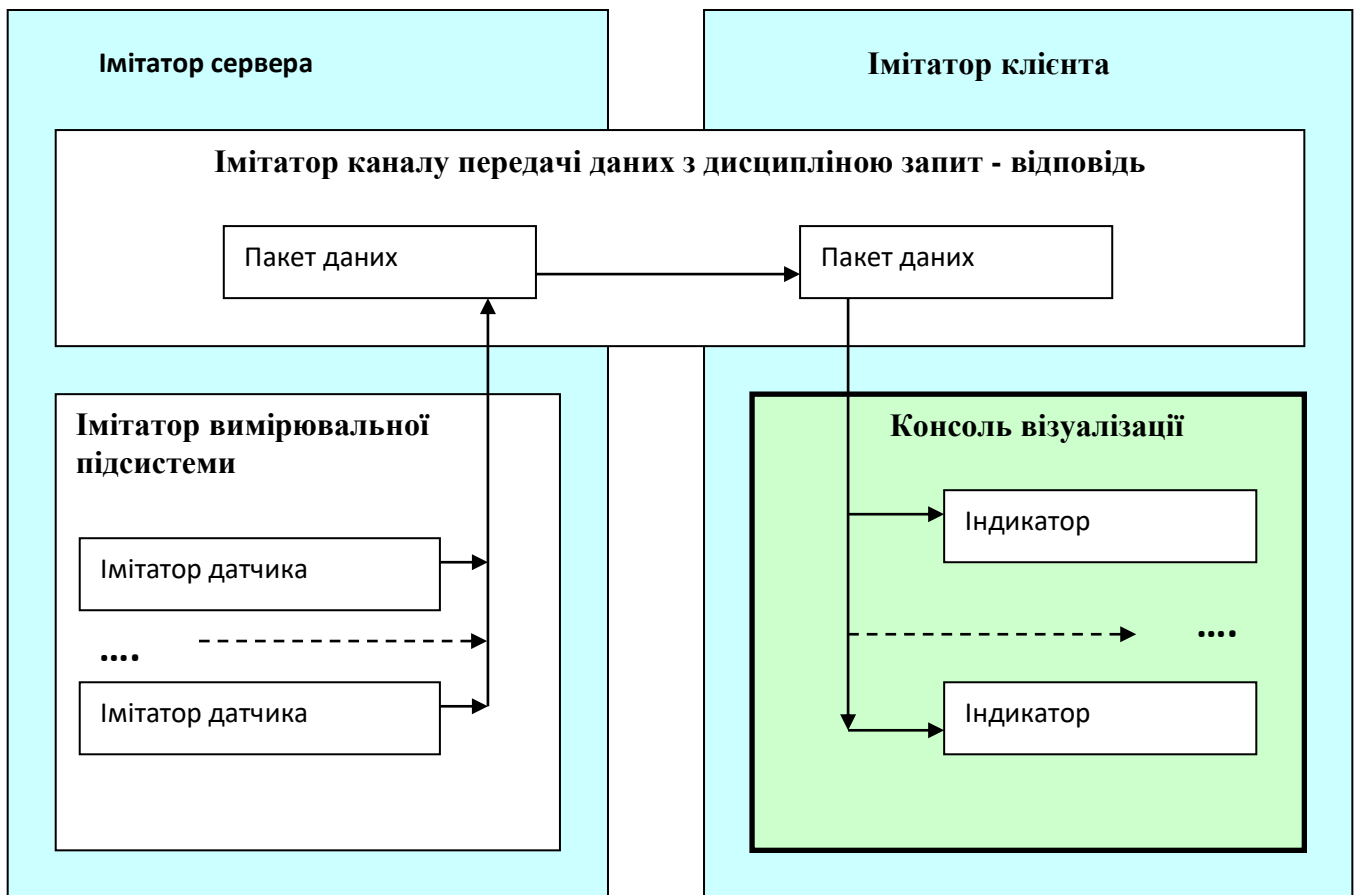 Імітатор сервера
Імітатор клієнта
Імітатор каналу передачі даних з дисципліною запит - відповідь
Пакет даних
Пакет даних
Імітатор вимірювальної
підсистеми
Імітатор датчика
....
Імітатор датчика
Консоль візуалізації
Індикатор
....
Індикатор